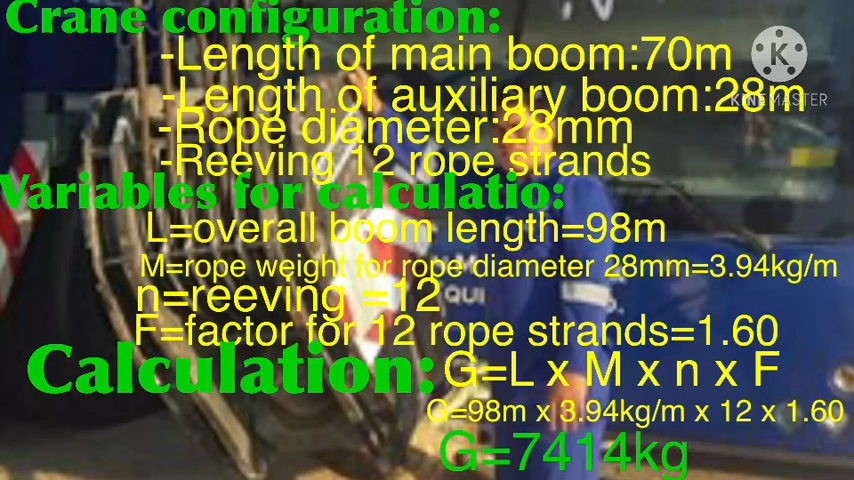 Crane configuration:
-Length of main boom:70m
-Length of auxiliary boom:28m
KINEMASTER
-Rope diameter:28mm
-Reeving 12 rope strands
Variables for calculatio:
L=overall boom length=98m
M=rope weight for rope diameter 28mm=3.94kg/m
n=reeving =12
QUI
F=factor for 12 rope strands=1.60
Calculation: G=L x M x n x F
G=98m x 3.94kg/m x 12 x 1.60
G=7414kg